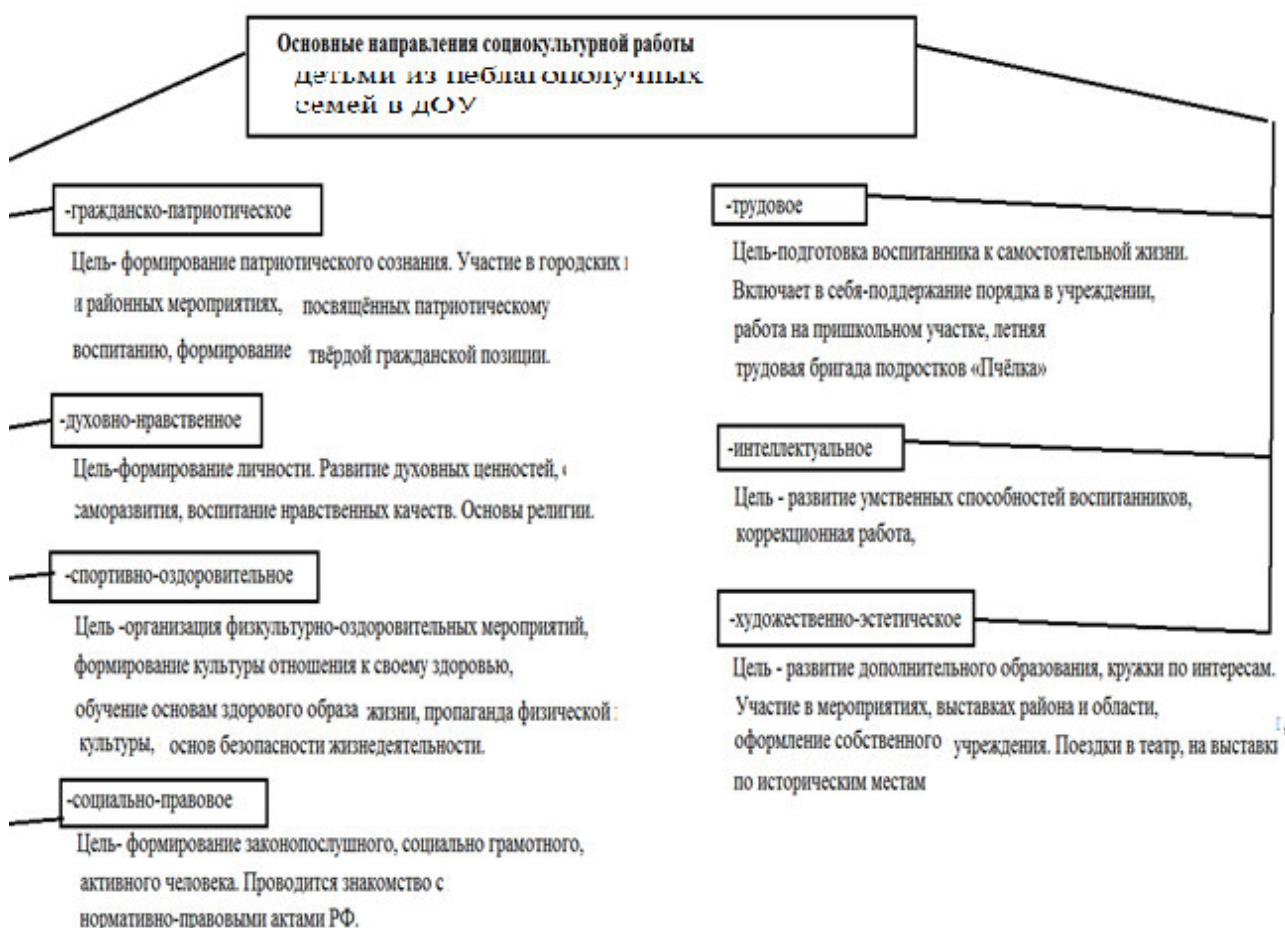 Основные направления социокультурной работы
детьми из неблагополучных
семей в ДОУ
-гражданско-патриотическое
Цель- формирование патриотического сознания. Участие в городских
и районных мероприятиях, посвящённых патриотическому
воспитанию, формирование твёрдой гражданской позиции.
-духовно-нравственное
Цель-формирование личности. Развитие духовных ценностей,
саморазвития, воспитание нравственных качеств. Основы религии.
-спортивно-оздоровительное
Цель -организация физкультурно-оздоровительных мероприятий,
формирование культуры отношения к своему здоровью,
обучение основам здорового образа жизни, пропаганда физической
культуры, основ безопасности жизнедеятельности.
-социально-правовое
Цель- формирование законопослушного, социально грамотного,
активного человека. Проводится знакомство с
нормативно-правовыми актами РФ.
-трудовое
Цель-подготовка воспитанника к самостоятельной жизни.
Включает в себя-поддержание порядка в учреждении,
работа на пришкольном участке, летняя
трудовая бригада подростков «Пчёлка»
-интеллектуальное
Цель - развитие умственных способностей воспитанников,
коррекционная работа,
-художественно-эстетическое
Цель - развитие дополнительного образования, кружки по интересам.
Участие в мероприятиях, выставках района и области,
оформление собственного учреждения. Поездки в театр, на выставки
по историческим местам